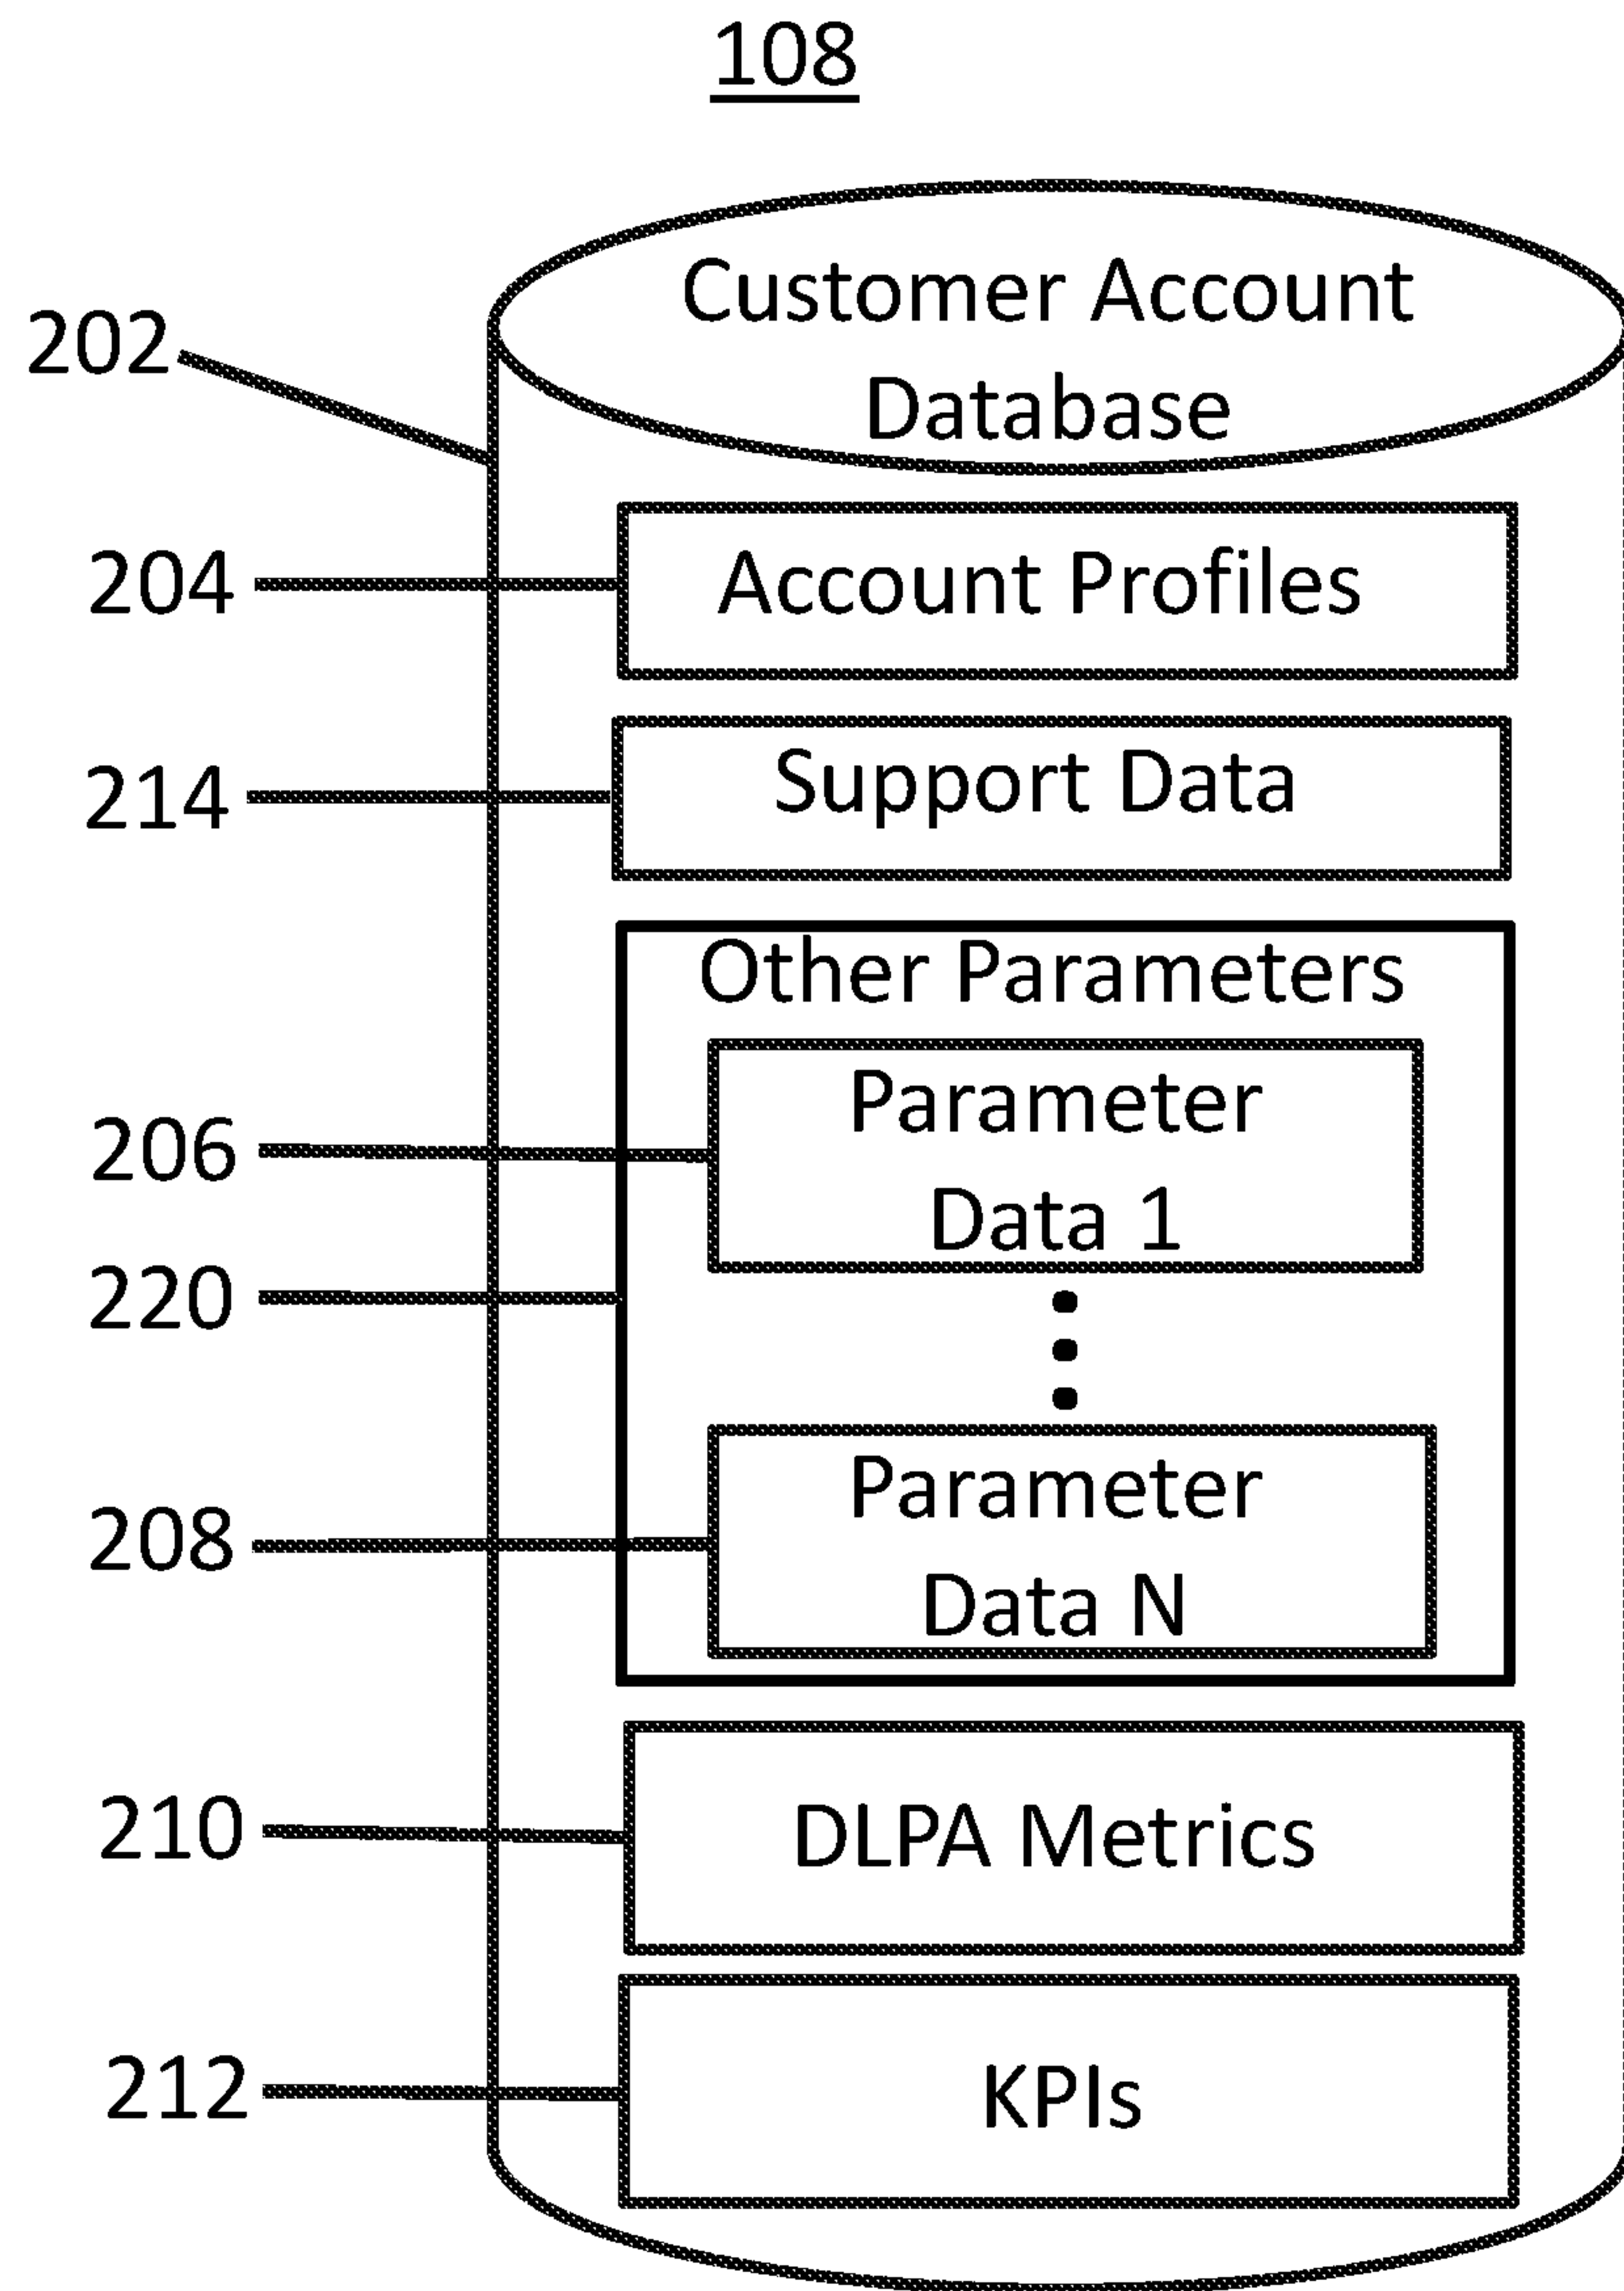 108
Customer Account
Database
202
204
Account Profiles
214
Support Data
Other Parameters
206
Parameter
Data 1
220
208
Parameter
Data N
210
DLPA Metrics
212
KPIs